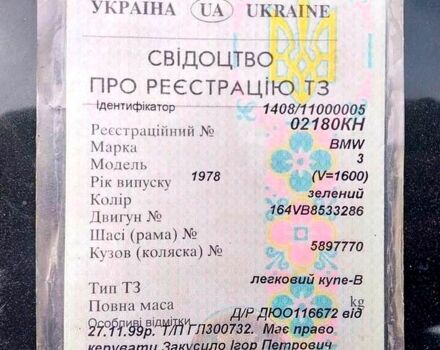 УКРАЇНА UA UKRAINE
СВІДОЦТВО
ПРО РЕЄСТРАЦІЮ ТЗ
Ідентифікатор 1408/11000005
Реєстраційний № 02180КН
Марка BMW
Модель 3
Рік випуску 1978 (V=1600)
Колір зелений
Двигун № 164VB8533286
Шасі (рама) №
Кузов (коляска) № 5897770
Тип ТЗ легковий купе-В
Повна маса kg
Особливі відмітки Д/Р ДЮО116672 від
27.11.99р. Т/П ГЛ300732. Має право
керувати Закусило Ігор Петрович